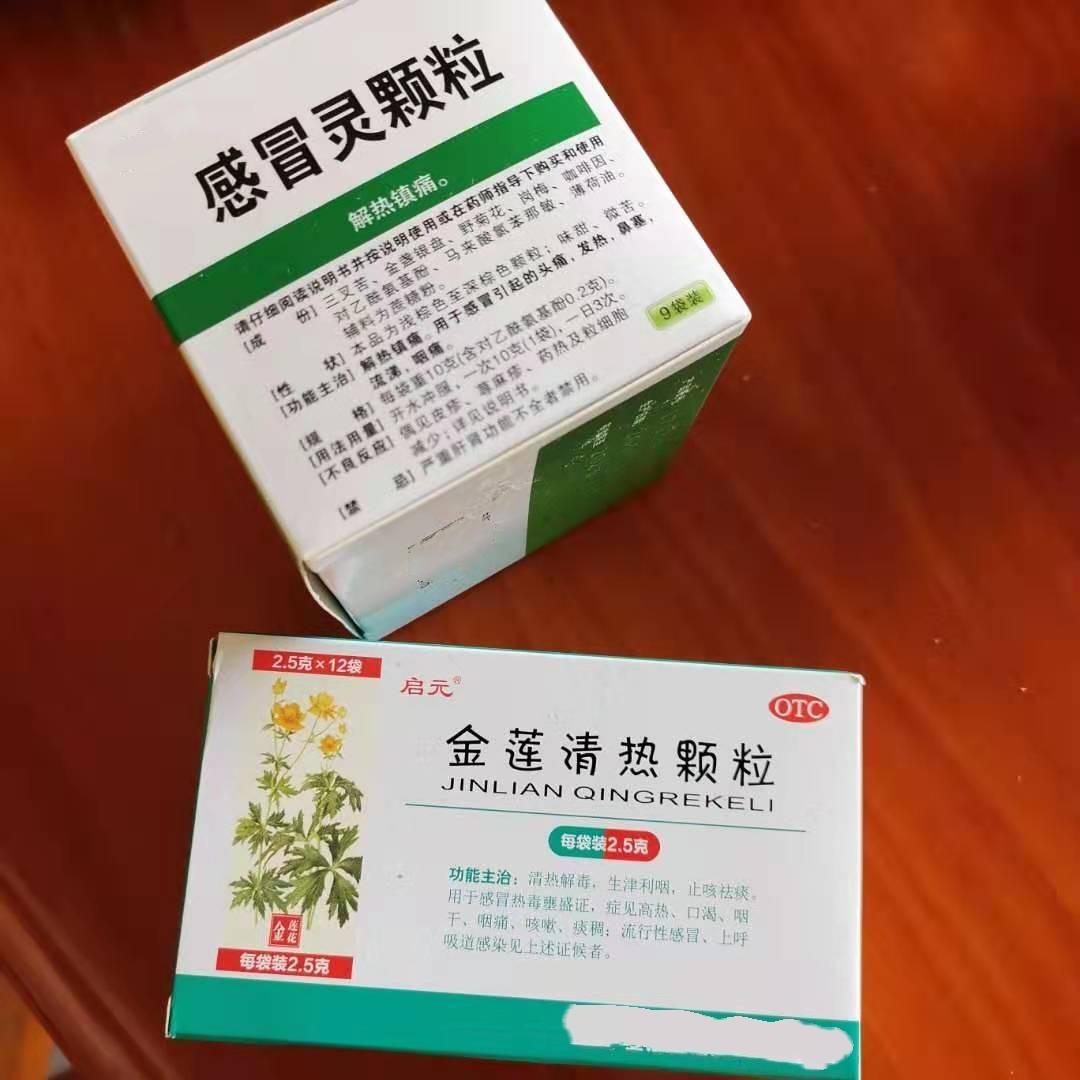 感冒灵颗粒
解热镇痛。
请仔细阅读说明书并按说明使用或在药师指导下购买和使用
[成 份] 三叉苦、金盏银盘、野菊花、岗梅、咖啡因、
对乙酰氨基酚、马来酸氯苯那敏、薄荷油。
辅料为蔗糖粉。
[性 状] 本品为浅棕色至深棕色颗粒；味甜、微苦。
[功能主治] 解热镇痛。用于感冒引起的头痛，发热，鼻塞，
流涕，咽痛。
[规 格] 每袋重10克(含对乙酰氨基酚0.2克)。
[用法用量] 开水冲服，一次10克(1袋)，一日3次。
[不良反应] 偶见皮疹、荨麻疹、药热及粒细胞
减少；详见说明书。
[禁 忌] 严重肝肾功能不全者禁用。
9袋装
2.5克×12袋
启元®
OTC
金莲清热颗粒
JINLIAN QINGREKELI
每袋装2.5克
功能主治：清热解毒，生津利咽，止咳祛痰。
用于感冒热毒壅盛证，症见高热、口渴、咽
干、咽痛、咳嗽、痰稠；流行性感冒、上呼
吸道感染见上述证候者。
金莲花
每袋装2.5克